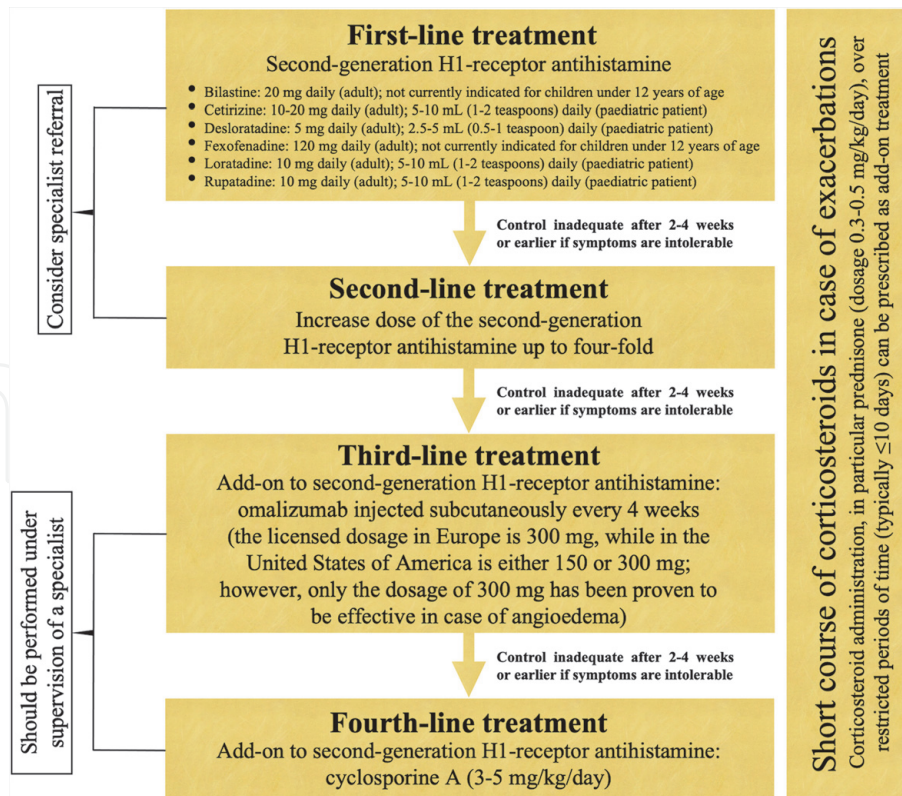 First-line treatment
Second-generation H1-receptor antihistamine
• Bilastine: 20 mg daily (adult); not currently indicated for children under 12 years of age
• Cetirizine: 10-20 mg daily (adult); 5-10 mL (1-2 teaspoons) daily (paediatric patient)
• Desloratadine: 5 mg daily (adult); 2.5-5 mL (0.5-1 teaspoon) daily (paediatric patient)
• Fexofenadine: 120 mg daily (adult); not currently indicated for children under 12 years of age
• Loratadine: 10 mg daily (adult); 5-10 mL (1-2 teaspoons) daily (paediatric patient)
• Rupatadine: 10 mg daily (adult); 5-10 mL (1-2 teaspoons) daily (paediatric patient)
Consider specialist referral
Control inadequate after 2-4 weeks
or earlier if symptoms are intolerable
Second-line treatment
Increase dose of the second-generation
H1-receptor antihistamine up to four-fold
Control inadequate after 2-4 weeks
or earlier if symptoms are intolerable
Third-line treatment
Add-on to second-generation H1-receptor antihistamine:
omalizumab injected subcutaneously every 4 weeks
(the licensed dosage in Europe is 300 mg, while in the
United States of America is either 150 or 300 mg;
however, only the dosage of 300 mg has been proven to
be effective in case of angioedema)
Should be performed under
supervision of a specialist
Control inadequate after 2-4 weeks
or earlier if symptoms are intolerable
Fourth-line treatment
Add-on to second-generation H1-receptor antihistamine:
cyclosporine A (3-5 mg/kg/day)
Short course of corticosteroids in case of exacerbations
Corticosteroid administration, in particular prednisone (dosage 0.3-0.5 mg/kg/day), over
restricted periods of time (typically ≤10 days) can be prescribed as add-on treatment